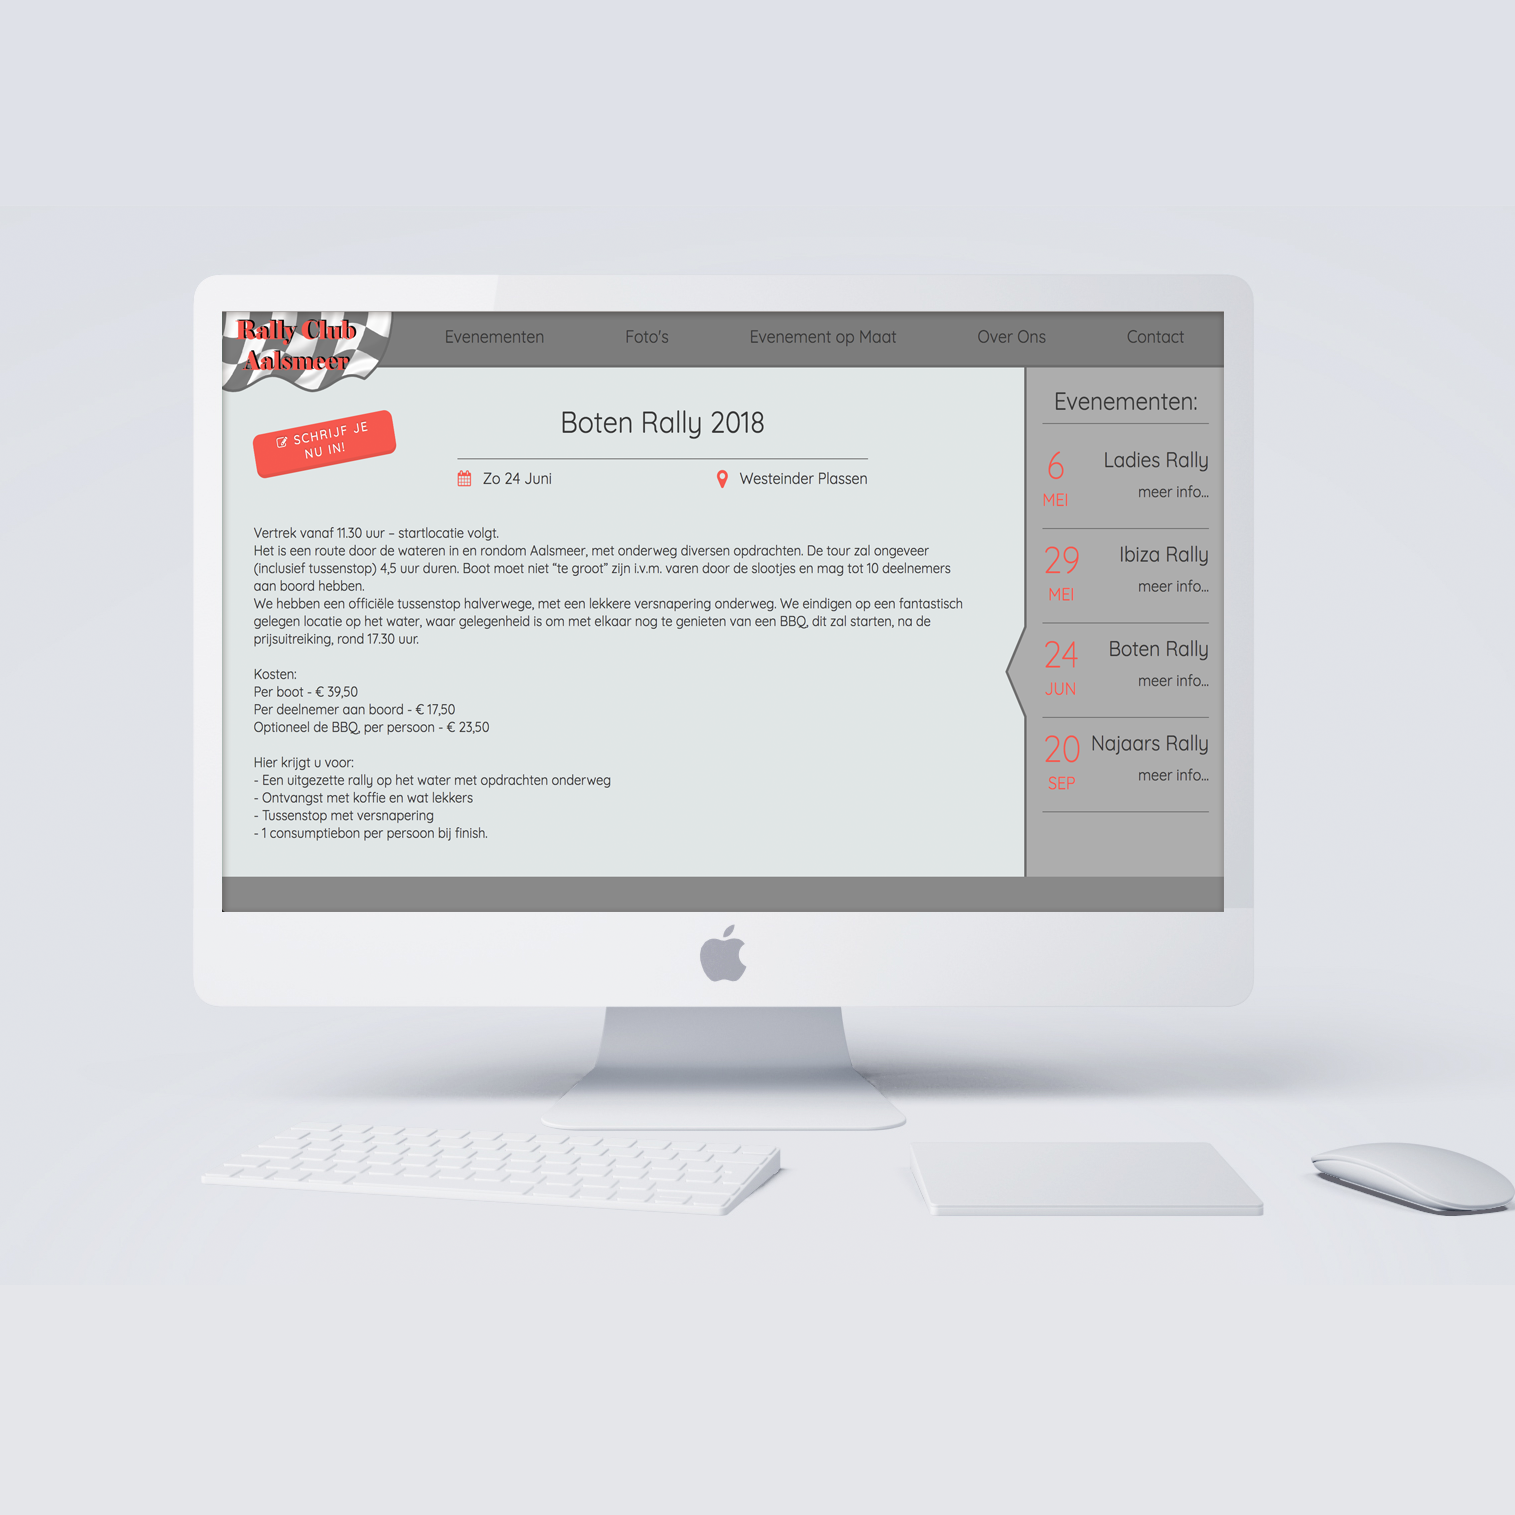 Rally Club
Aalsmeer
Evenementen
Foto's
Evenement op Maat
Over Ons
Contact
SCHRIJF JE
NU IN!
Boten Rally 2018
Zo 24 Juni
Westeinder Plassen
Vertrek vanaf 11.30 uur – startlocatie volgt.
Het is een route door de wateren in en rondom Aalsmeer, met onderweg diversen opdrachten. De tour zal ongeveer
(inclusief tussenstop) 4,5 uur duren. Boot moet niet “te groot” zijn i.v.m. varen door de slootjes en mag tot 10 deelnemers
aan boord hebben.
We hebben een officiële tussenstop halverwege, met een lekkere versnapering onderweg. We eindigen op een fantastisch
gelegen locatie op het water, waar gelegenheid is om met elkaar nog te genieten van een BBQ, dit zal starten, na de
prijsuitreiking, rond 17.30 uur.
Kosten:
Per boot - € 39,50
Per deelnemer aan boord - € 17,50
Optioneel de BBQ, per persoon - € 23,50
Hier krijgt u voor:
- Een uitgezette rally op het water met opdrachten onderweg
- Ontvangst met koffie en wat lekkers
- Tussenstop met versnapering
- 1 consumptiebon per persoon bij finish.
Evenementen:
6
MEI
Ladies Rally
meer info...
29
MEI
Ibiza Rally
meer info...
24
JUN
Boten Rally
meer info...
20
SEP
Najaars Rally
meer info...